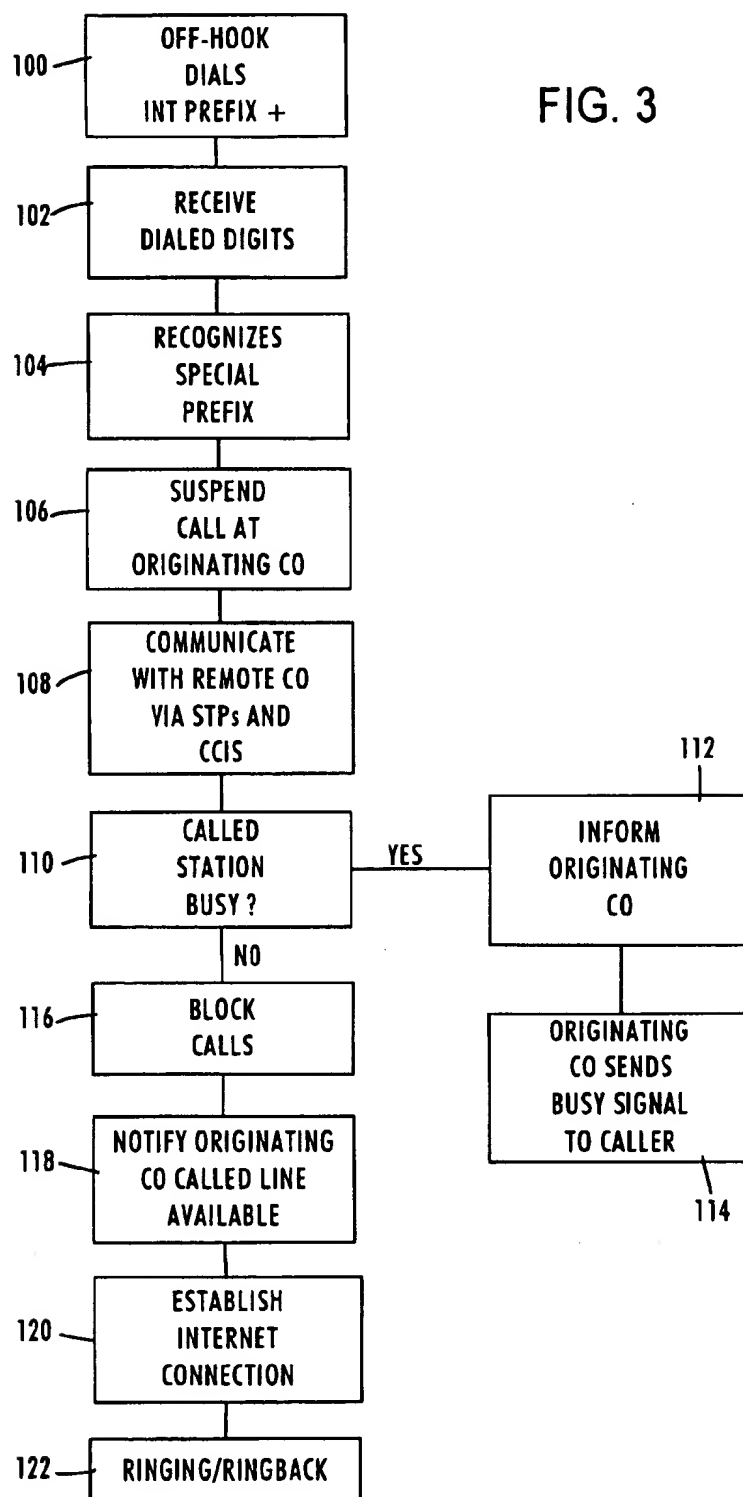 FIG. 3
100
OFF-HOOK
DIALS
INT PREFIX +
102
RECEIVE
DIALED DIGITS
104
RECOGNIZES
SPECIAL
PREFIX
106
SUSPEND
CALL AT
ORIGINATING CO
108
COMMUNICATE
WITH REMOTE CO
VIA STPs AND
CCIS
110
CALLED
STATION
BUSY ?
YES
112
INFORM
ORIGINATING
CO
ORIGINATING
CO SENDS
BUSY SIGNAL
TO CALLER
114
NO
116
BLOCK
CALLS
118
NOTIFY ORIGINATING
CO CALLED LINE
AVAILABLE
120
ESTABLISH
INTERNET
CONNECTION
122
RINGING/RINGBACK